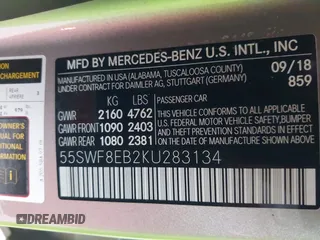 MFD BY MERCEDES-BENZ U.S. INTL., INC
MANUFACTURED IN USA (ALABAMA, TUSCALOOSA COUNTY) 09/18
UNDER CONTRACT FOR DAIMLER AG, STUTTGART (GERMANY) 859
KG LBS
GVWR 2160 4762 PASSENGER CAR
GAWR FRONT 1090 2403
GAWR REAR 1080 2381
THIS VEHICLE CONFORMS TO ALL APPLICABLE FEDERAL MOTOR VEHICLE SAFETY, BUMPER AND THEFT PREVENTION STANDARDS IN EFFECT ON THE DATE OF MANUFACTURE SHOWN ABOVE
55SWF8EB2KU283134
CHARGEMENT
OWNER'S
MANUAL FOR
DREAMBID